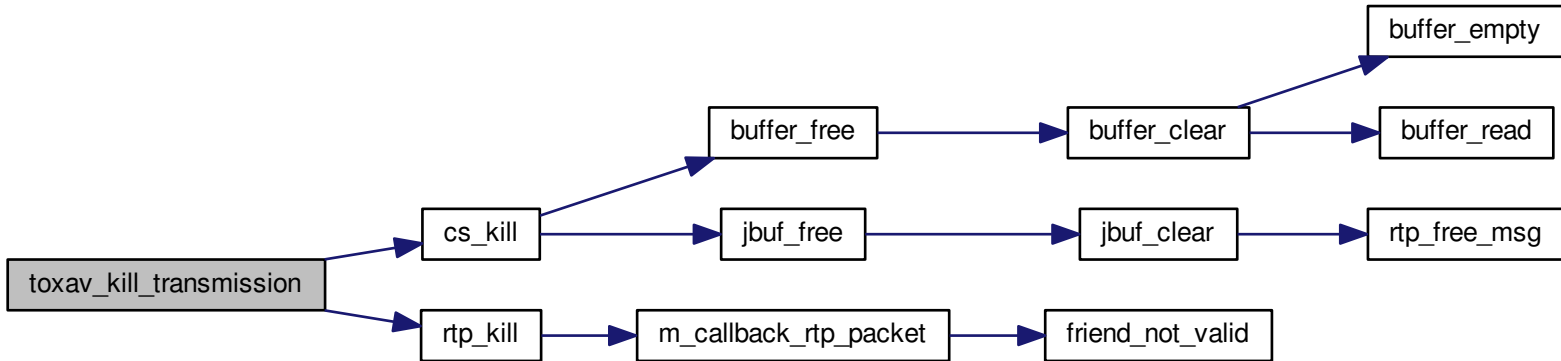 toxav_kill_transmission
cs_kill
buffer_free
buffer_clear
buffer_empty
buffer_read
jbuf_free
jbuf_clear
rtp_free_msg
rtp_kill
m_callback_rtp_packet
friend_not_valid